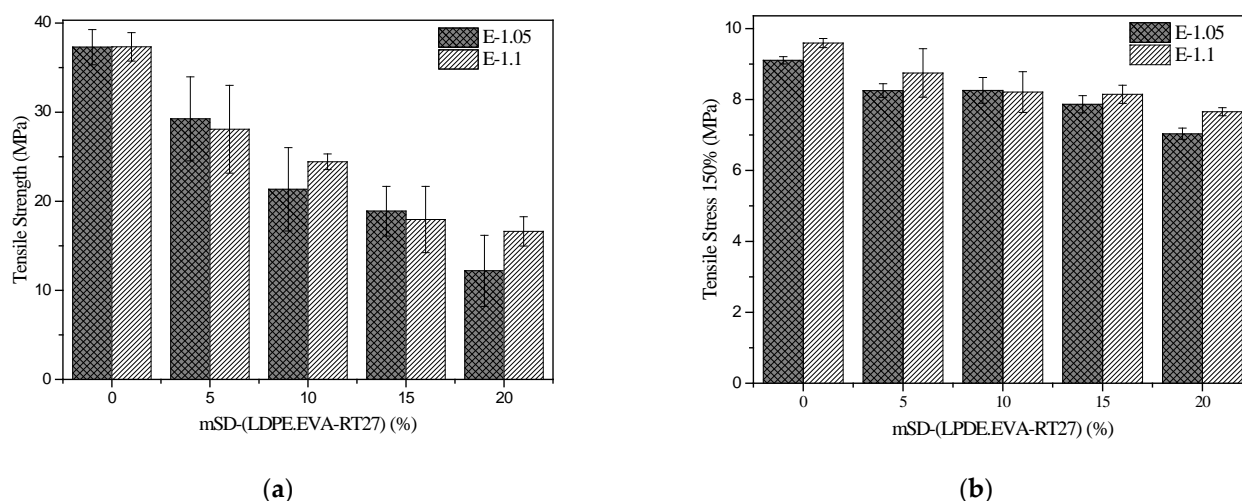 40
30
20
10
0
Tensile Strength (MPa)
E-1.05
E-1.1
0 5 10 15 20
mSD-(LDPE.EVA-RT27) (%)
(a)
10
8
6
4
2
0
Tensile Stress 150% (MPa)
E-1.05
E-1.1
0 5 10 15 20
mSD-(LPDE.EVA-RT27) (%)
(b)